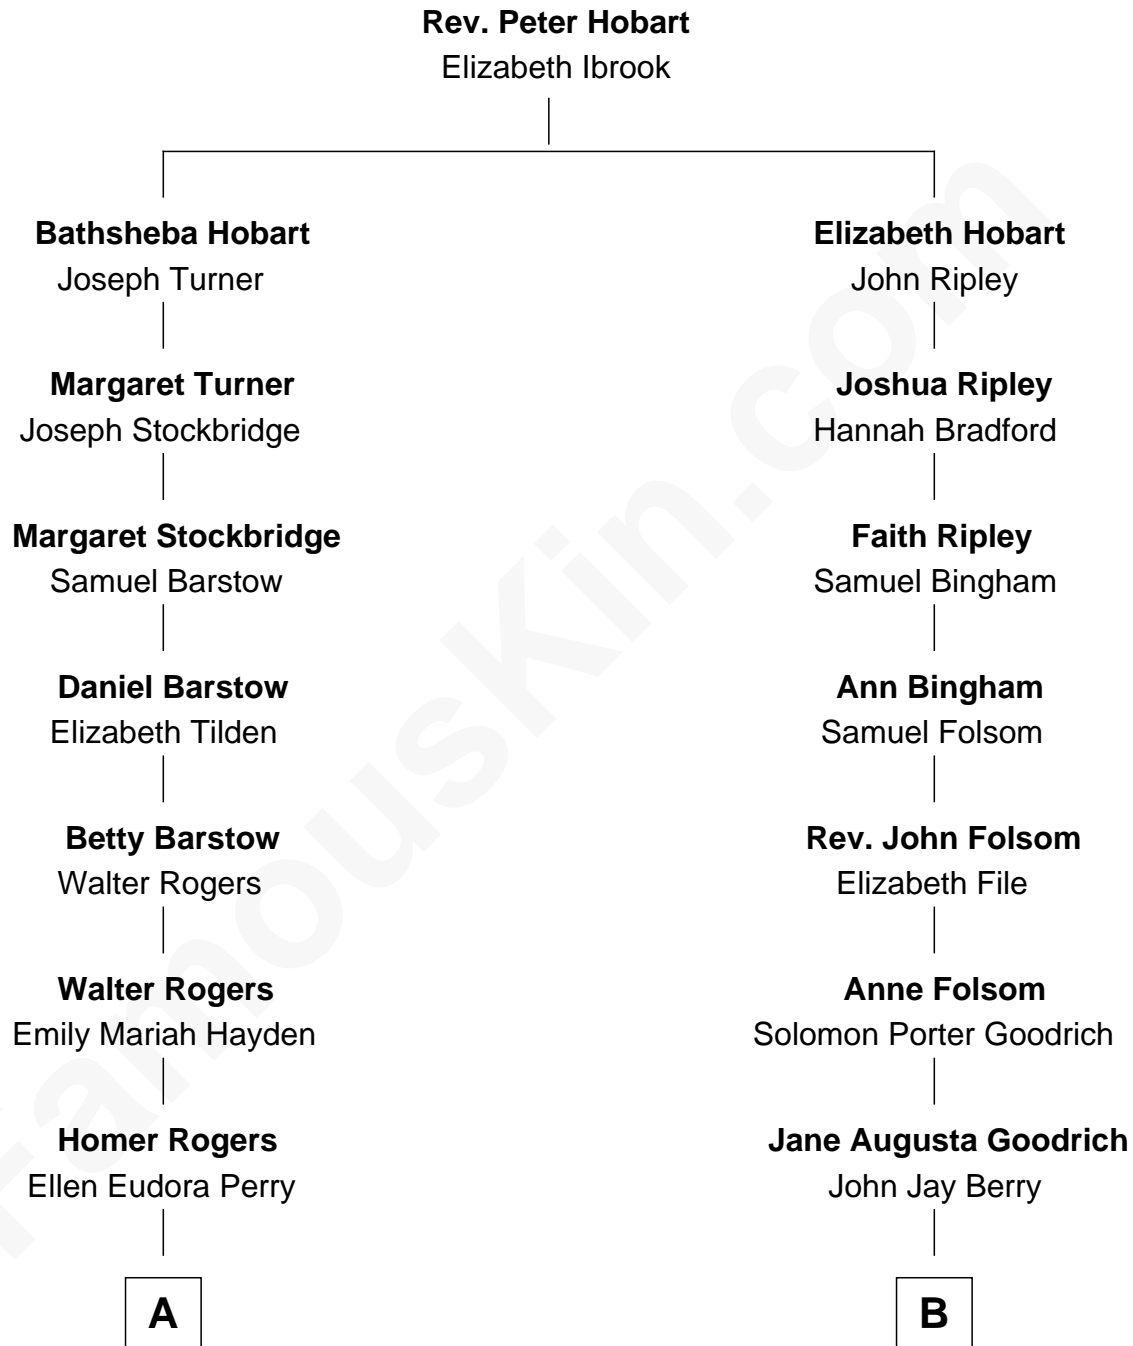 Rev. Peter Hobart
Elizabeth Ibrook
Bathsheba Hobart
Joseph Turner
Margaret Turner
Joseph Stockbridge
Margaret Stockbridge
Samuel Barstow
Daniel Barstow
Elizabeth Tilden
Betty Barstow
Walter Rogers
Walter Rogers
Emily Mariah Hayden
Homer Rogers
Ellen Eudora Perry
A
Elizabeth Hobart
John Ripley
Joshua Ripley
Hannah Bradford
Faith Ripley
Samuel Bingham
Ann Bingham
Samuel Folsom
Rev. John Folsom
Elizabeth File
Anne Folsom
Solomon Porter Goodrich
Jane Augusta Goodrich
John Jay Berry
B
FamousKin.com